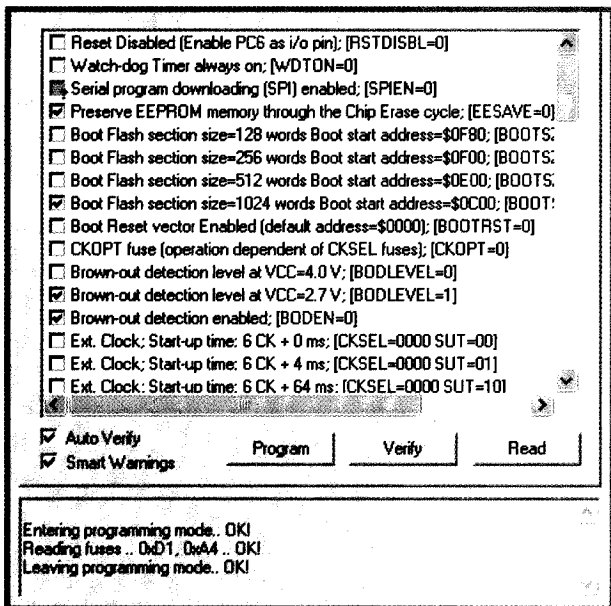 Reset Disabled (Enable PC6 as i/o pin); [RSTDISBL=0]
Watch-dog Timer always on; [WDTON=0]
Serial program downloading (SPI) enabled; [SPIEN=0]
Preserve EEPROM memory through the Chip Erase cycle; [EESAVE=0]
Boot Flash section size=128 words Boot start address=$0F80; [BOOTS
Boot Flash section size=256 words Boot start address=$0F00; [BOOTS
Boot Flash section size=512 words Boot start address=$0E00; [BOOTS
Boot Flash section size=1024 words Boot start address=$0C00; [BOOT
Boot Reset vector Enabled (default address=$0000); [BOOTRST=0]
CKOPT fuse (operation dependent of CKSEL fuses); [CKOPT=0]
Brown-out detection level at VCC=4.0 V; [BODLEVEL=0]
Brown-out detection level at VCC=2.7 V; [BODLEVEL=1]
Brown-out detection enabled; [BODEN=0]
Ext. Clock; Start-up time: 6 CK + 0 ms; [CKSEL=0000 SUT=00]
Ext. Clock; Start-up time: 6 CK + 4 ms; [CKSEL=0000 SUT=01]
Ext. Clock; Start-up time: 6 CK + 64 ms; [CKSEL=0000 SUT=10]
Auto Verify
Smart Warnings
Program Verify Read
Entering programming mode.. OK!
Reading fuses .. 0xD1, 0xA4 .. OK!
Leaving programming mode.. OK!